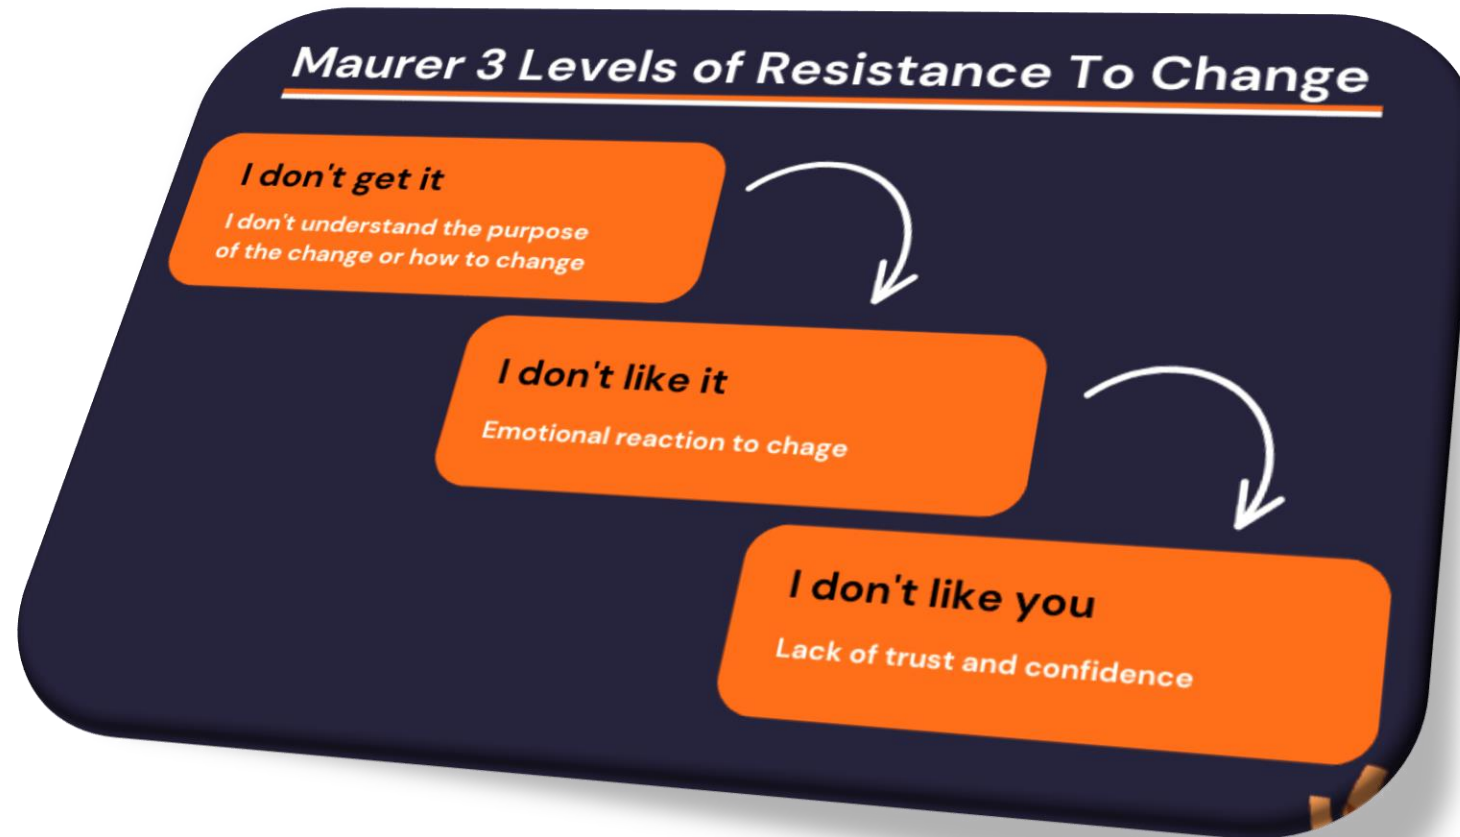 Maurer 3 Levels of Resistance To Change
I don't get it
I don't understand the purpose
of the change or how to change
I don't like it
Emotional reaction to chage
I don't like you
Lack of trust and confidence